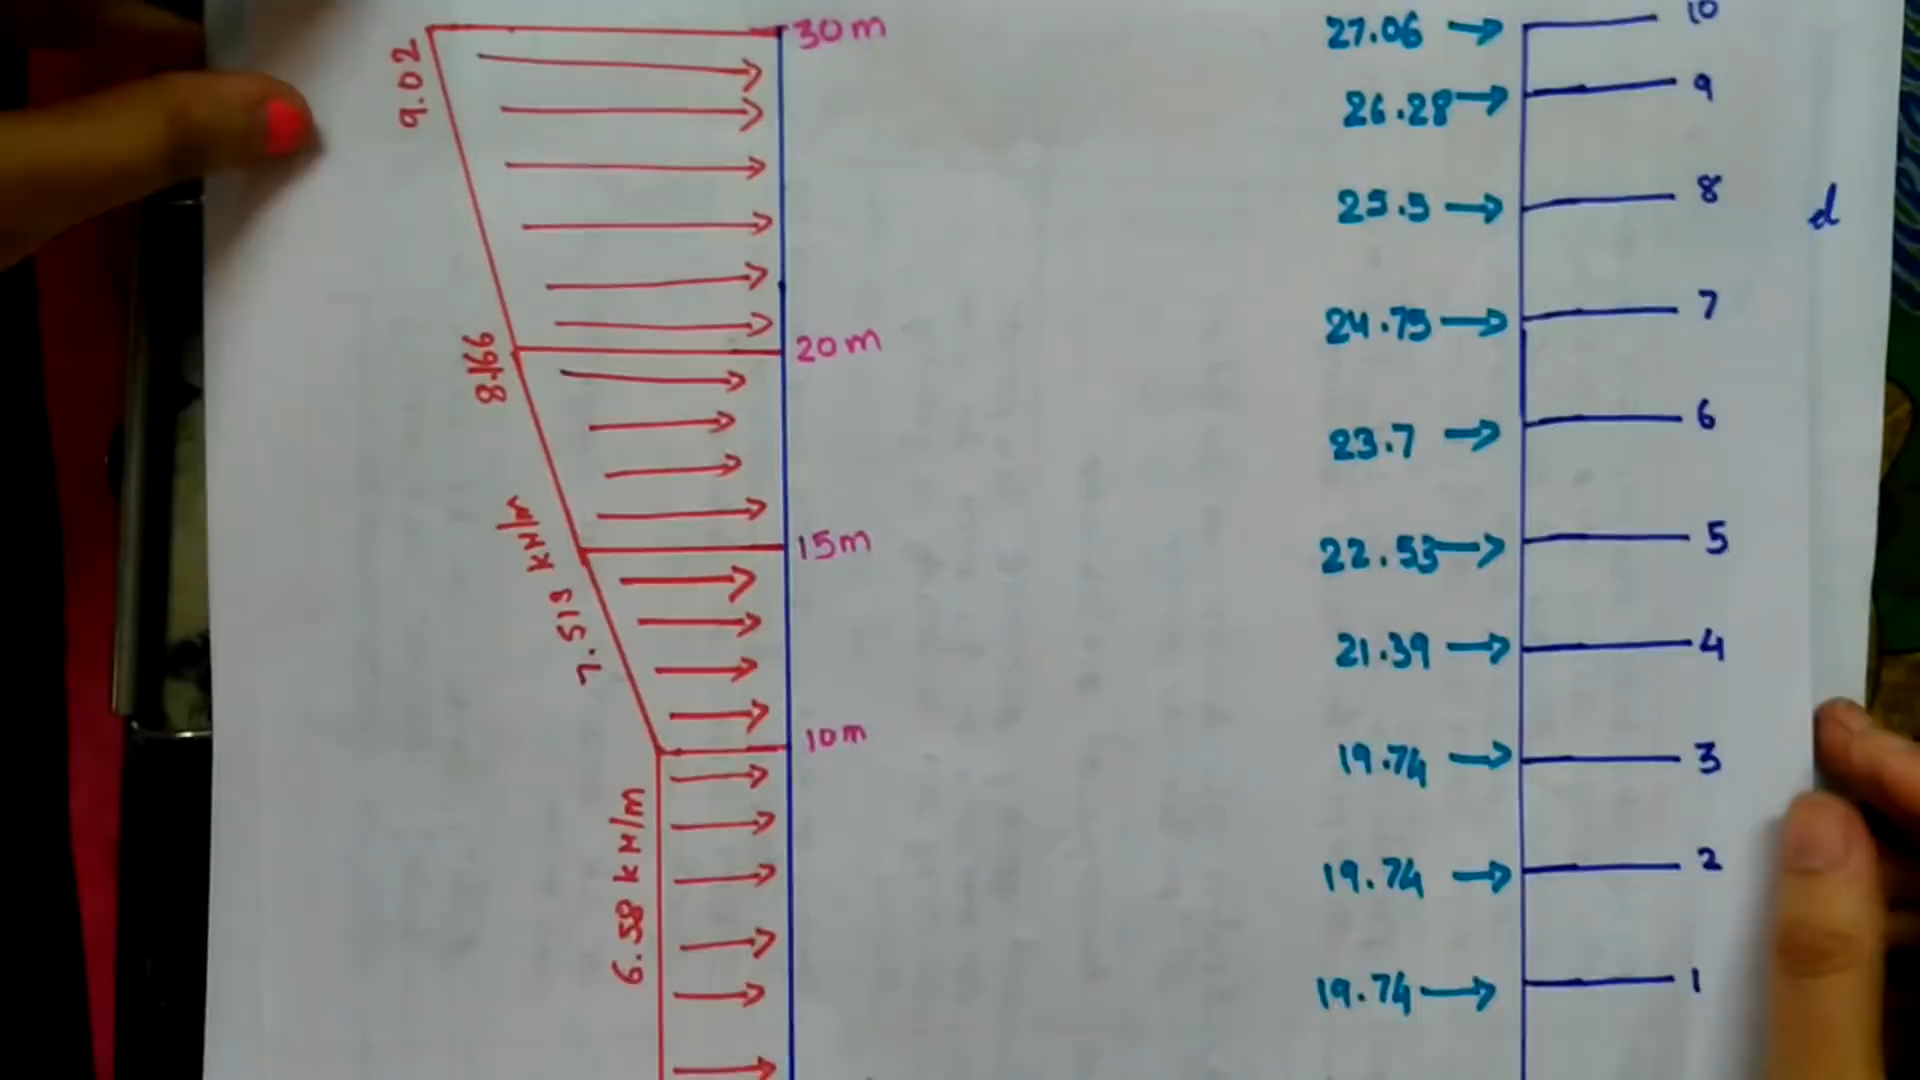 30m
9.02
20m
8.166
15m
7.513 KN/m
10m
6.58 KN/m
27.06 → 10
26.28 → 9
25.5 → 8
d
24.75 → 7
23.7 → 6
22.53 → 5
21.39 → 4
19.74 → 3
19.74 → 2
19.74 → 1